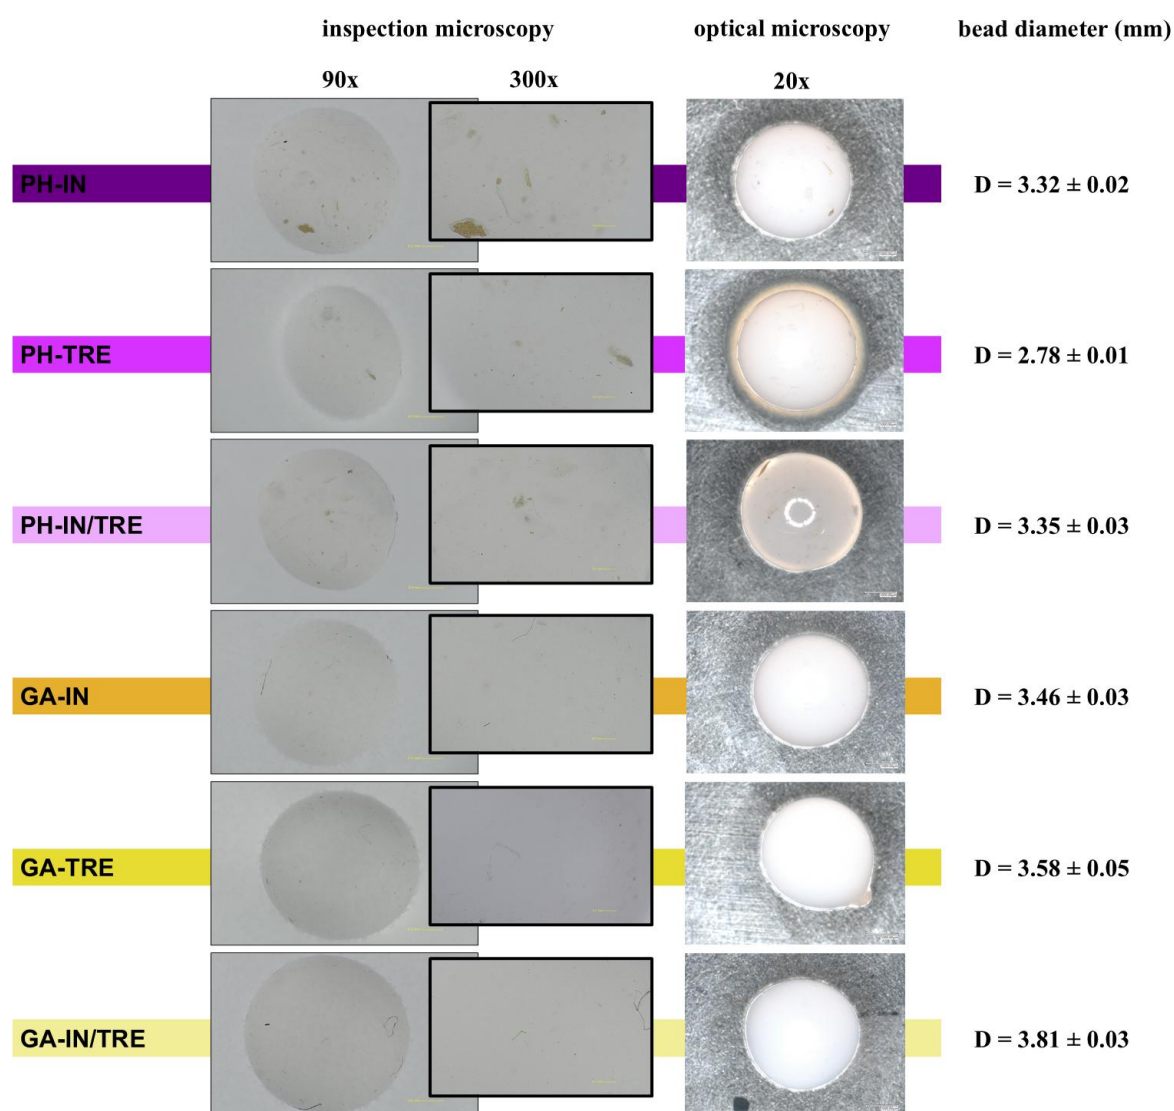 inspection microscopy optical microscopy bead diameter (mm)
90x 300x 20x
PH-IN D = 3.32 ± 0.02
PH-TRE D = 2.78 ± 0.01
PH-IN/TRE D = 3.35 ± 0.03
GA-IN D = 3.46 ± 0.03
GA-TRE D = 3.58 ± 0.05
GA-IN/TRE D = 3.81 ± 0.03